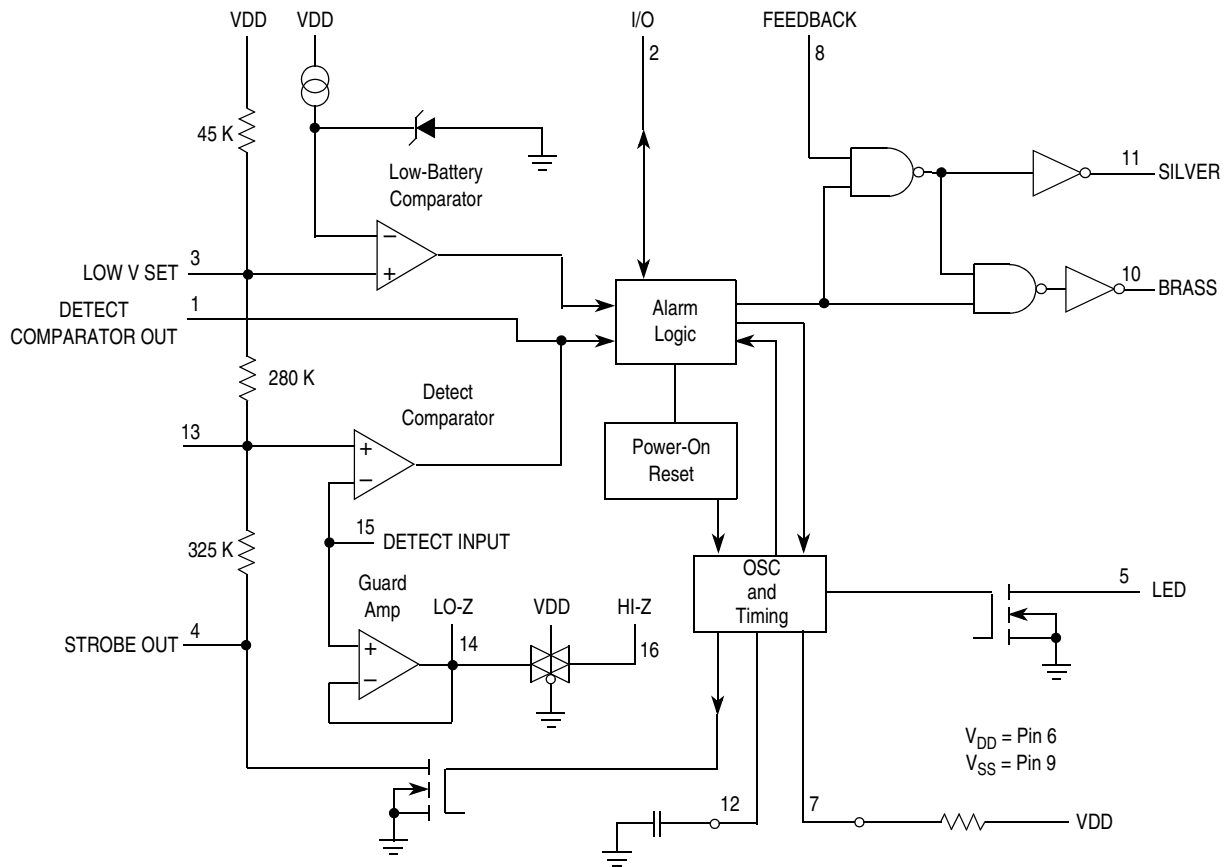 VDD
VDD
I/O
FEEDBACK
2
8
45 K
Low-Battery
Comparator
11
SILVER
−
+
3
LOW V SET
10
BRASS
1
DETECT
COMPARATOR OUT
Alarm
Logic
280 K
Detect
Comparator
13
+
−
Power-On
Reset
15
DETECT INPUT
325 K
OSC
and
Timing
5
LED
Guard
Amp
LO-Z
VDD
HI-Z
4
STROBE OUT
14
16
+
−
VDD = Pin 6
VSS = Pin 9
12
7
VDD